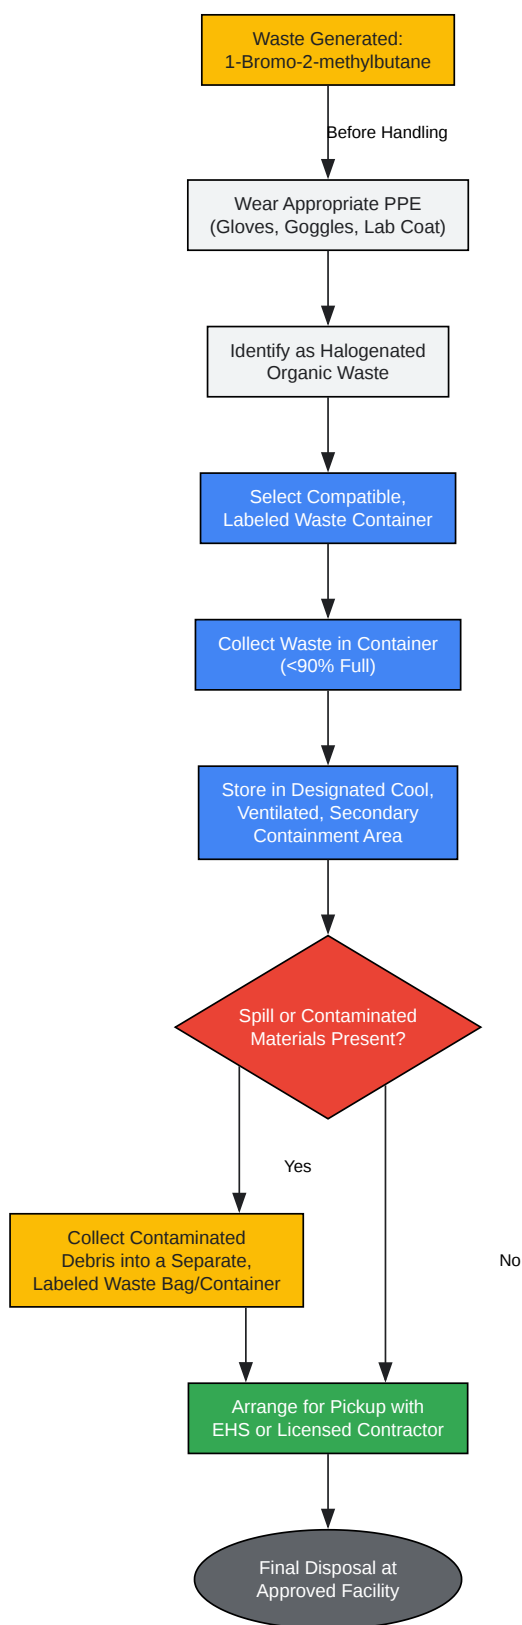 Waste Generated:
1-Bromo-2-methylbutane
Before Handling
Wear Appropriate PPE
(Gloves, Goggles, Lab Coat)
Identify as Halogenated
Organic Waste
Select Compatible,
Labeled Waste Container
Collect Waste in Container
(<90% Full)
Store in Designated Cool,
Ventilated, Secondary
Containment Area
Spill or Contaminated
Materials Present?
Yes
Collect Contaminated
Debris into a Separate,
Labeled Waste Bag/Container
No
Arrange for Pickup with
EHS or Licensed Contractor
Final Disposal at
Approved Facility